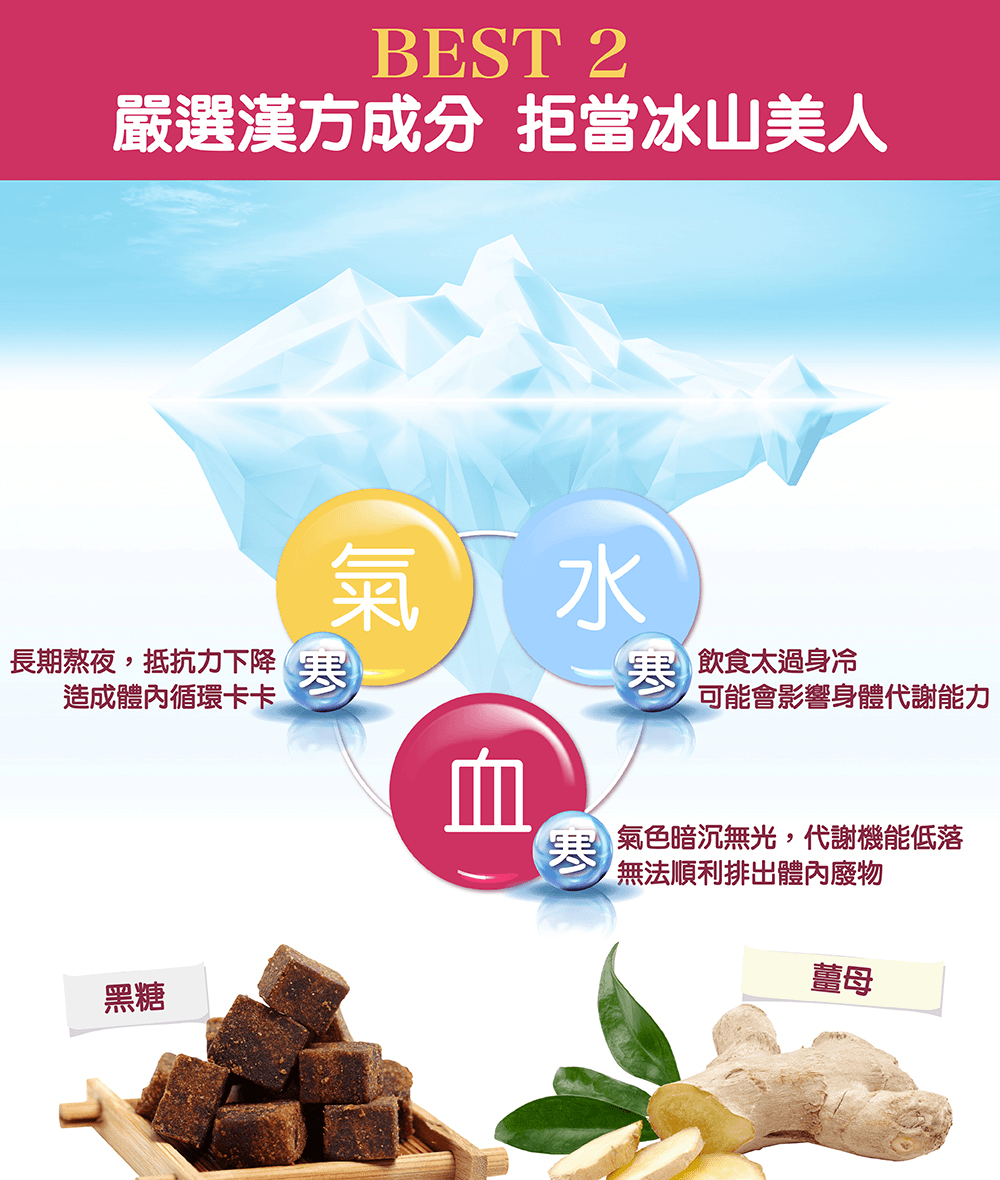 BEST 2
嚴選漢方成分 拒當冰山美人
氣
水
長期熬夜，抵抗力下降
造成體內循環卡卡
寒
寒
飲食太過身冷
可能會影響身體代謝能力
血
寒
氣色暗沉無光，代謝機能低落
無法順利排出體內廢物
黑糖
薑母